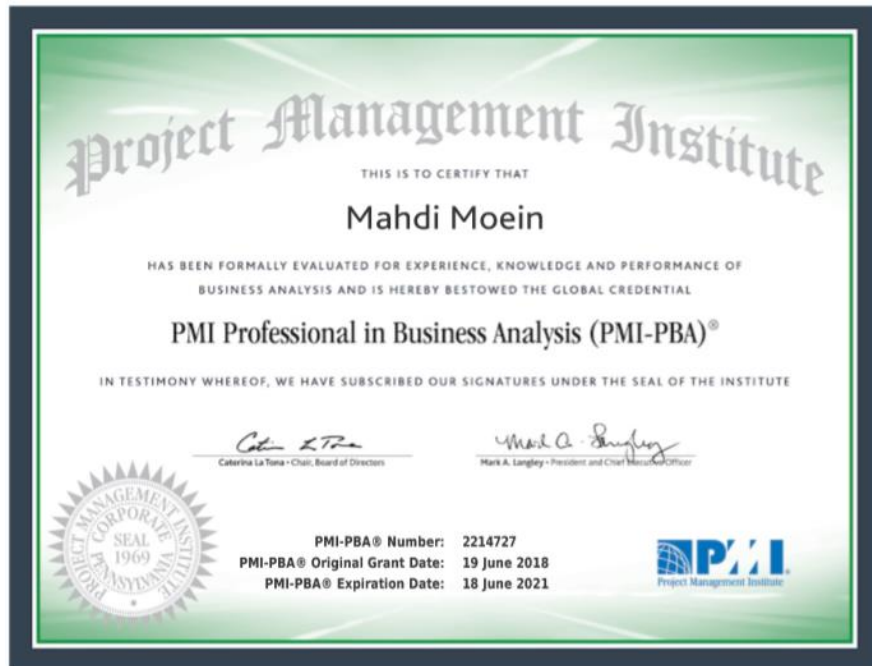 Project Management Institute
THIS IS TO CERTIFY THAT
Mahdi Moein
HAS BEEN FORMALLY EVALUATED FOR EXPERIENCE, KNOWLEDGE AND PERFORMANCE OF
BUSINESS ANALYSIS AND IS HEREBY BESTOWED THE GLOBAL CREDENTIAL
PMI Professional in Business Analysis (PMI-PBA)®
IN TESTIMONY WHEREOF, WE HAVE SUBSCRIBED OUR SIGNATURES UNDER THE SEAL OF THE INSTITUTE
Caterina La Tona • Chair, Board of Directors
Mark A. Langley • President and Chief Executive Officer
PROJECT MANAGEMENT INSTITUTE
CORPORATE
SEAL
1969
PENNSYLVANIA
PMI-PBA® Number: 2214727
PMI-PBA® Original Grant Date: 19 June 2018
PMI-PBA® Expiration Date: 18 June 2021
PMI
Project Management Institute